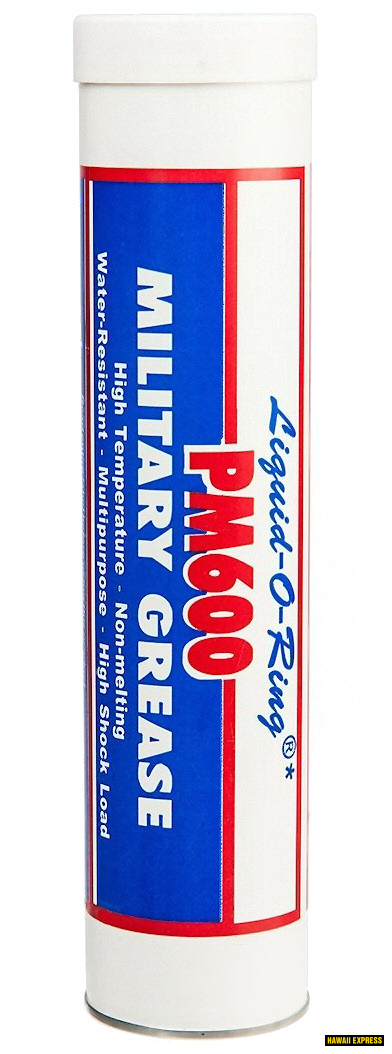 Liquid-O-Ring®*
PM600
MILITARY GREASE
High Temperature - Non-melting
Water-Resistant - Multipurpose - High Shock Load
HAWAII EXPRESS